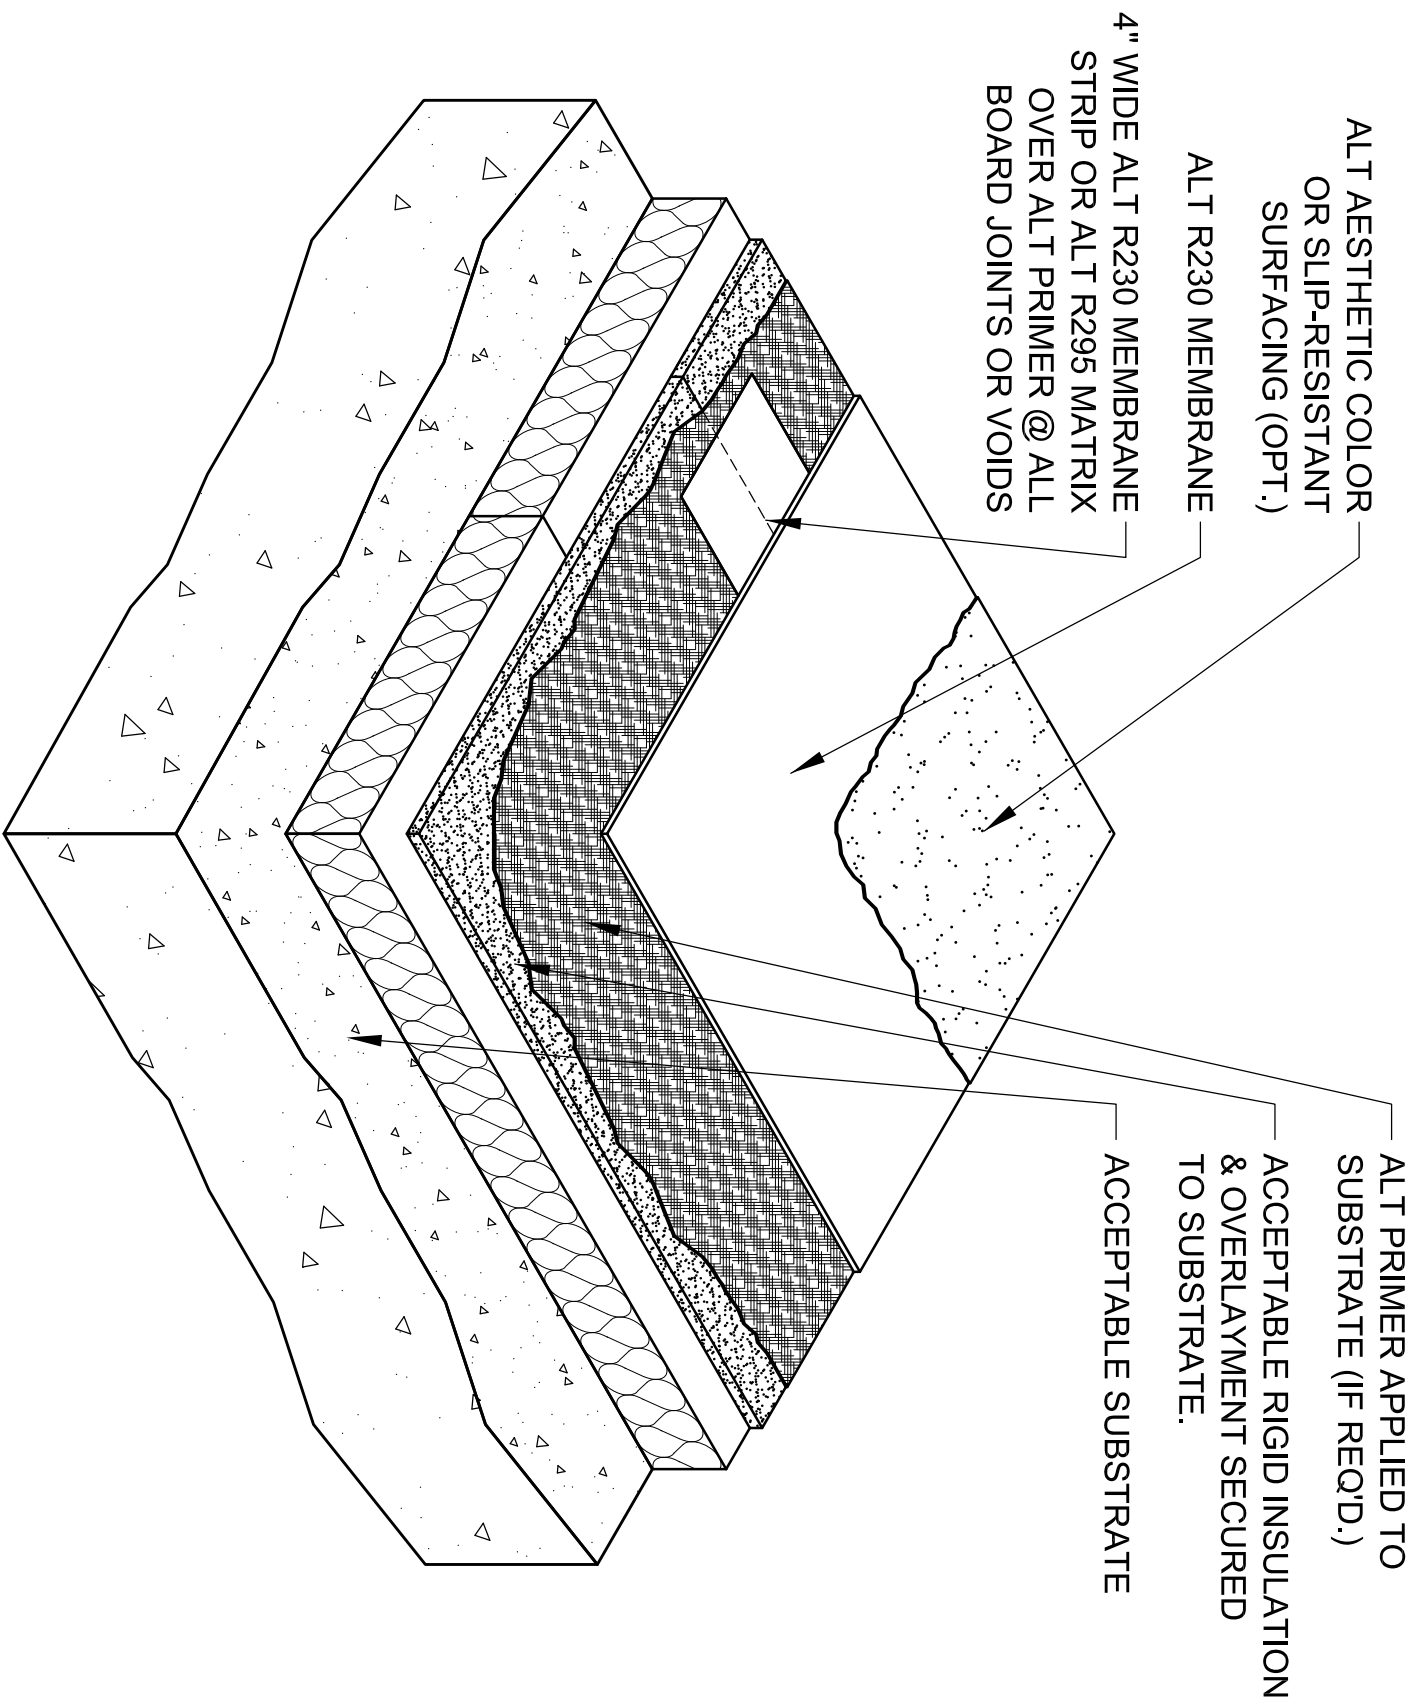 ALT AESTHETIC COLOR
OR SLIP-RESISTANT
SURFACING (OPT.)
ALT R230 MEMBRANE
4" WIDE ALT R230 MEMBRANE
STRIP OR ALT R295 MATRIX
OVER ALT PRIMER @ ALL
BOARD JOINTS OR VOIDS
ALT PRIMER APPLIED TO
SUBSTRATE (IF REQ'D.)
ACCEPTABLE RIGID INSULATION
& OVERLAYMENT SECURED
TO SUBSTRATE.
ACCEPTABLE SUBSTRATE